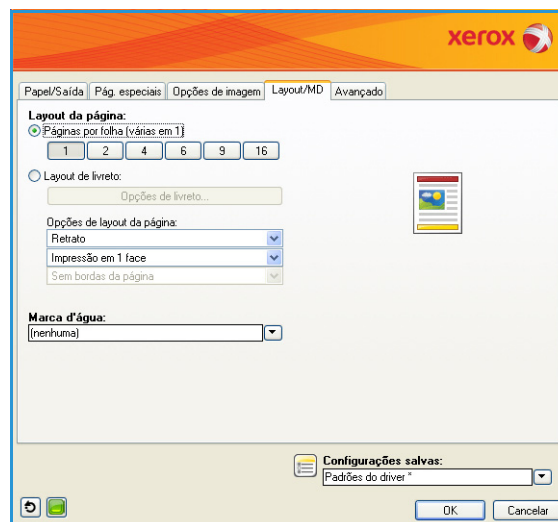 xerox
Papel/Saída Pág. especiais Opções de imagem Layout/MD Avançado
Layout da página:
Páginas por folha (várias em 1)
1 2 4 6 9 16
Layout de livreto:
Opções de livreto...
Opções de layout da página:
Retrato
Impressão em 1 face
Sem bordas da página
Marca d'água:
(nenhuma)
Configurações salvas:
Padrões do driver *
OK Cancelar